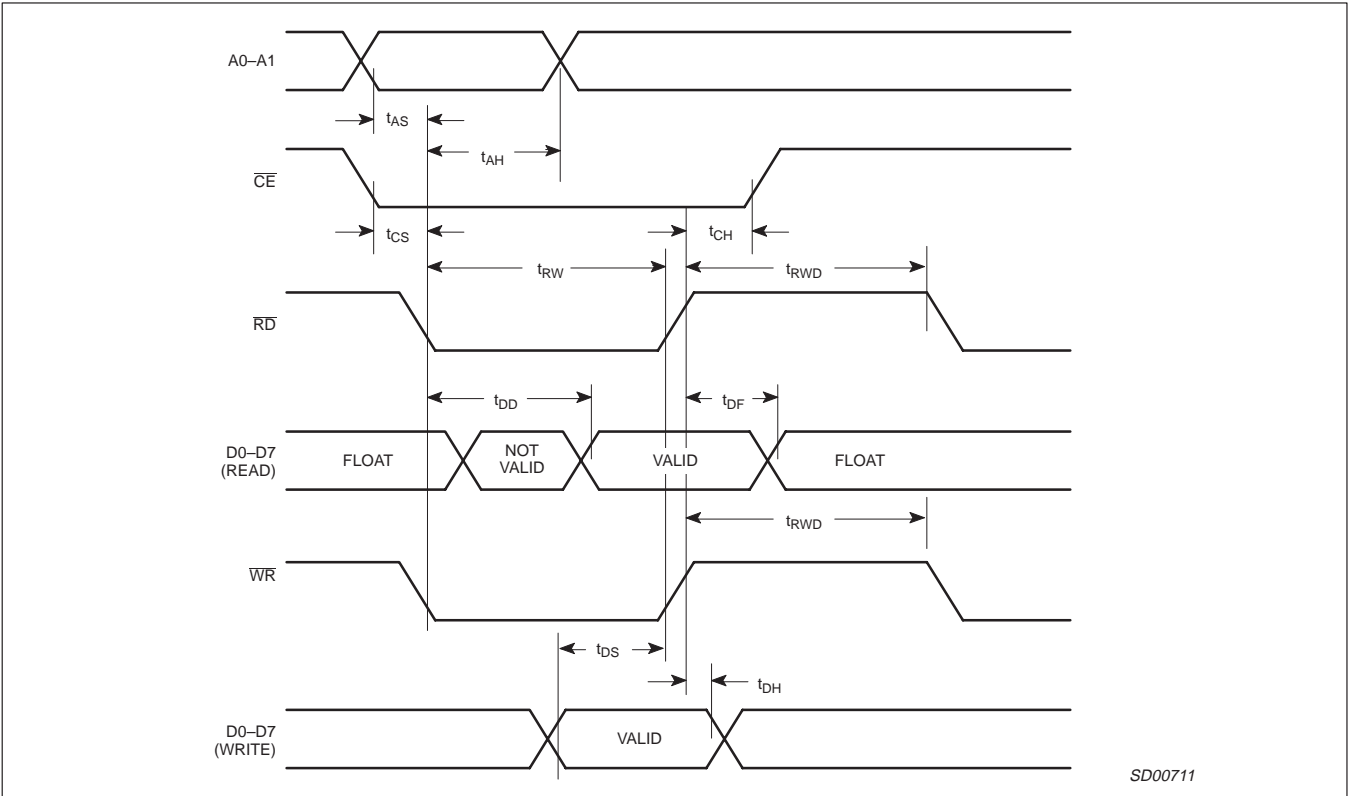 A0–A1
tAS
tAH
CE
tCS
tCH
tRW
tRWD
RD
tDD
tDF
D0–D7
(READ)
FLOAT
NOT
VALID
VALID
FLOAT
tRWD
WR
tDS
tDH
D0–D7
(WRITE)
VALID
SD00711